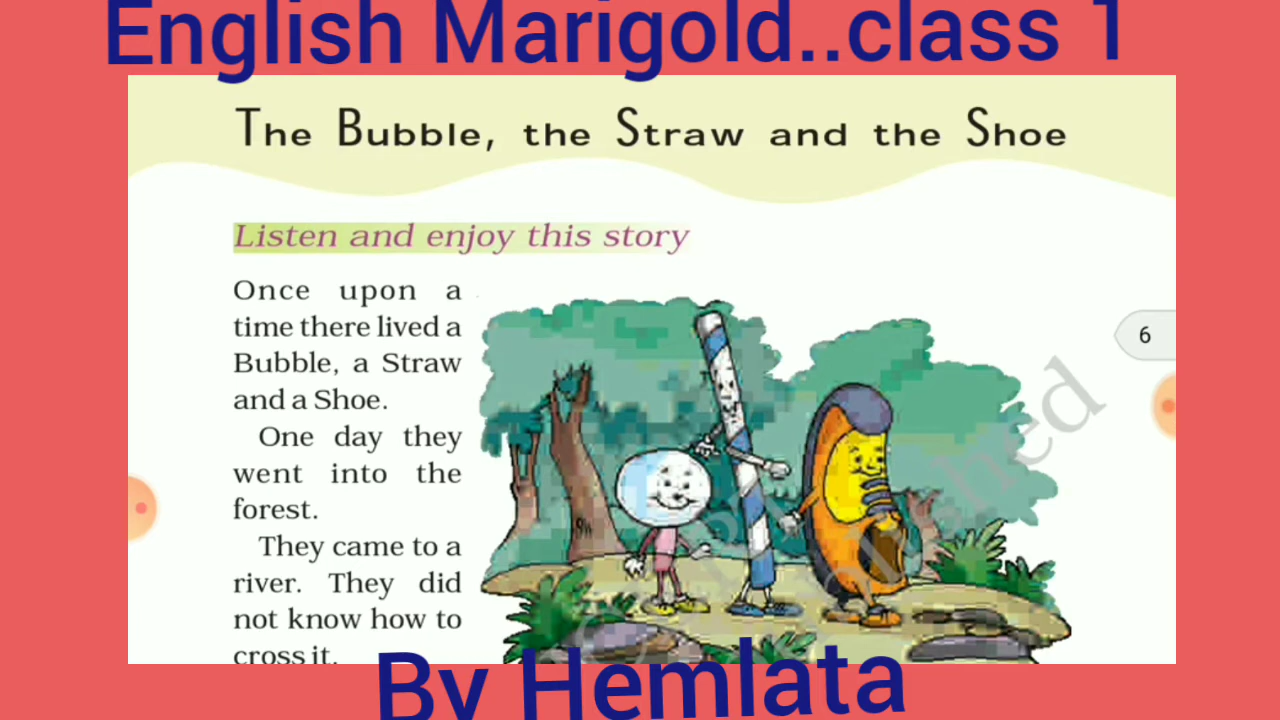 English Marigold..class 1
The Bubble, the Straw and the Shoe
Listen and enjoy this story
Once upon a
time there lived a
Bubble, a Straw
and a Shoe.
One day they
went into the
forest.
They came to a
river. They did
not know how to
cross it.
6
By Hemlata